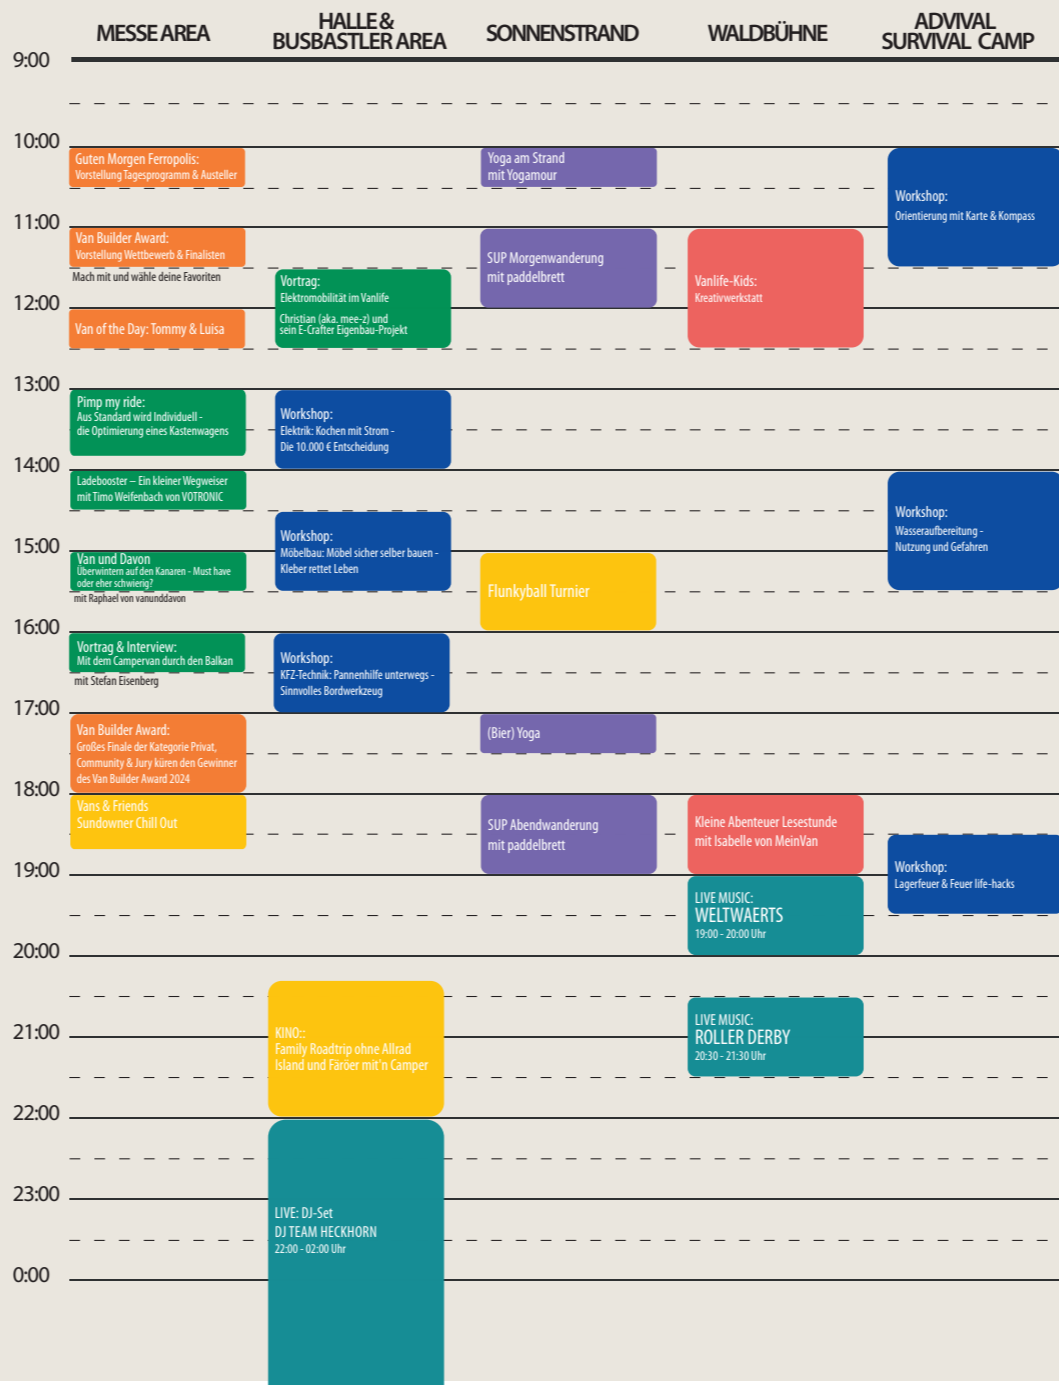 MESSE AREA
HALLE &
BUSBASTLER AREA
SONNENSTRAND
WALDBÜHNE
ADVIVAL
SURVIVAL CAMP
9:00
10:00
Guten Morgen Ferropolis:
Vorstellung Tagesprogramm & Austeller
Yoga am Strand
mit Yogamour
Workshop:
Orientierung mit Karte & Kompass
11:00
Van Builder Award:
Vorstellung Wettbewerb & Finalisten
Mach mit und wähle deine Favoriten
Vortrag:
Elektromobilität im Vanlife
Christian (aka. mee-z) und
sein E-Crafter Eigenbau-Projekt
SUP Morgenwanderung
mit paddelbrett
Vanlife-Kids:
Kreativwerkstatt
12:00
Van of the Day: Tommy & Luisa
13:00
Pimp my ride:
Aus Standard wird Individuell -
die Optimierung eines Kastenwagens
Workshop:
Elektrik: Kochen mit Strom -
Die 10.000 € Entscheidung
14:00
Ladebooster – Ein kleiner Wegweiser
mit Timo Weifenbach von VOTRONIC
Workshop:
Möbelbau: Möbel sicher selber bauen -
Kleber rettet Leben
Workshop:
Wasseraufbereitung -
Nutzung und Gefahren
15:00
Van und Davon
Überwintern auf den Kanaren - Must have
oder eher schwierig?
mit Raphael von vanunddavon
Flunkyball Turnier
16:00
Vortrag & Interview:
Mit dem Campervan durch den Balkan
mit Stefan Eisenberg
Workshop:
KFZ-Technik: Pannenhilfe unterwegs -
Sinnvolles Bordwerkzeug
17:00
Van Builder Award:
Großes Finale der Kategorie Privat,
Community & Jury küren den Gewinner
des Van Builder Award 2024
(Bier) Yoga
18:00
Vans & Friends
Sundowner Chill Out
SUP Abendwanderung
mit paddelbrett
Kleine Abenteuer Lesestunde
mit Isabelle von MeinVan
Workshop:
Lagerfeuer & Feuer life-hacks
19:00
LIVE MUSIC:
WELTWAERTS
19:00 - 20:00 Uhr
20:00
KINO::
Family Roadtrip ohne Allrad
Island und Färöer mit'n Camper
LIVE MUSIC:
ROLLER DERBY
20:30 - 21:30 Uhr
21:00
22:00
LIVE: DJ-Set
DJ TEAM HECKHORN
22:00 - 02:00 Uhr
23:00
0:00